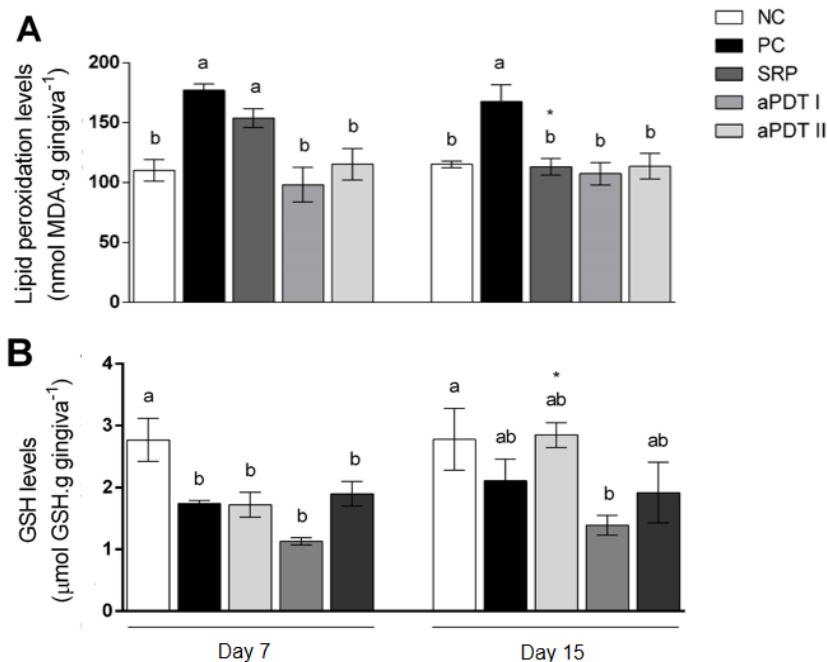 A
NC
PC
SRP
aPDT I
aPDT II
Lipid peroxidation levels
(nmol MDA.g gingiva⁻¹)
200
150
100
50
0
b
a
a
b
b
b
a
*
b
b
b
B
GSH levels
(μmol GSH.g gingiva⁻¹)
4
3
2
1
0
a
b
b
b
b
a
ab
*
ab
b
ab
Day 7
Day 15